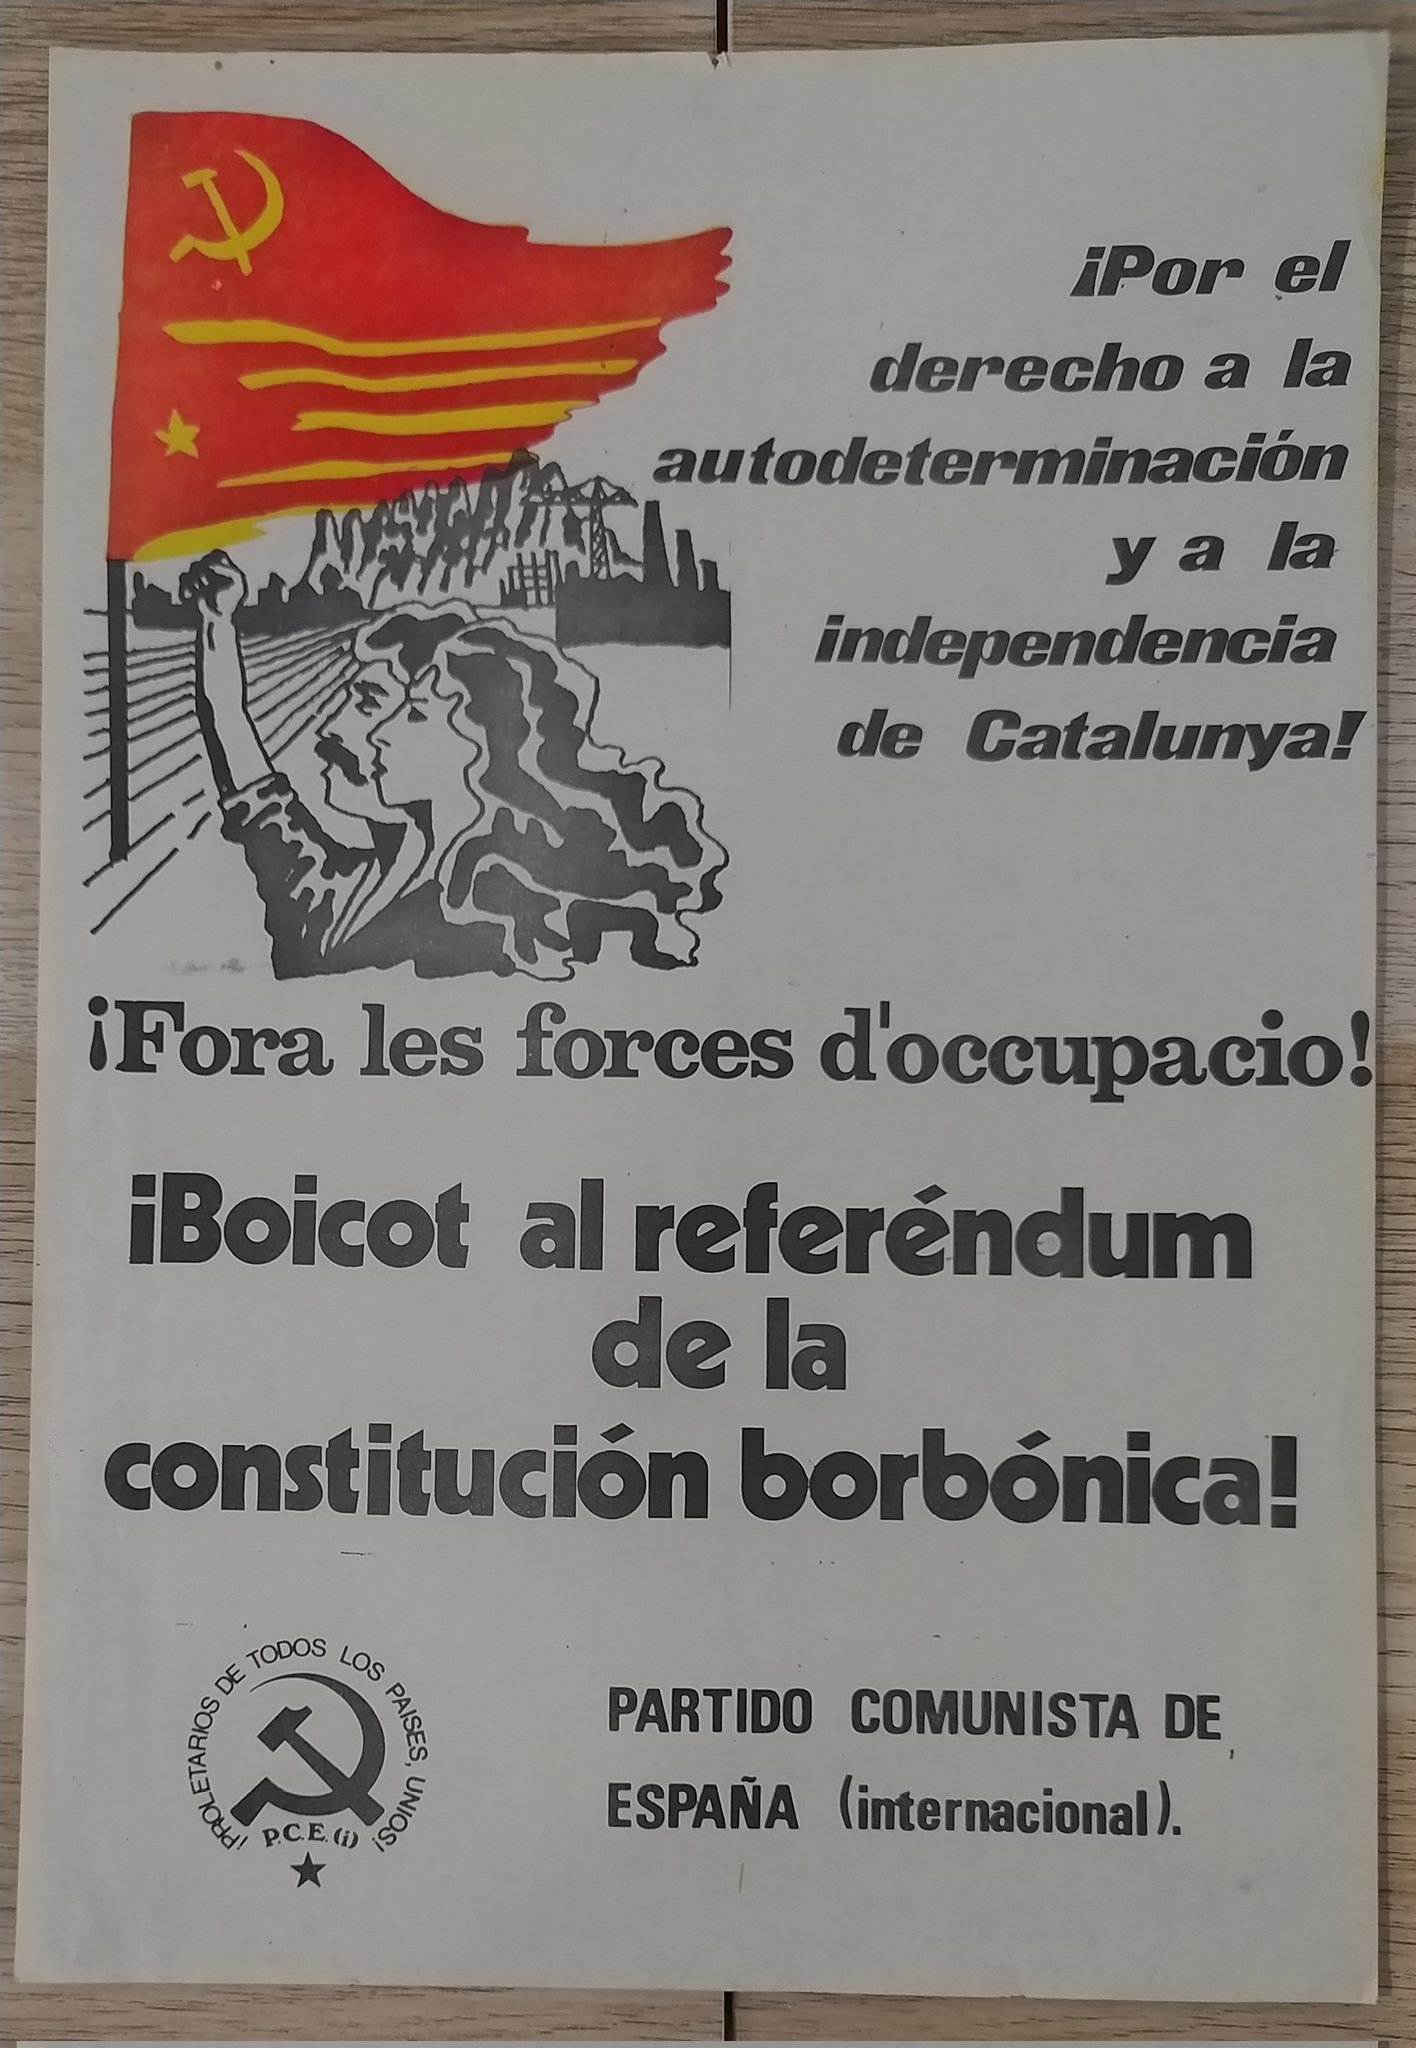 ¡Por el
derecho a la
autodeterminación
y a la
independencia
de Catalunya!
¡Fora les forces d'occupacio!
¡Boicot al referéndum
de la
constitución borbónica!
¡PROLETARIOS DE TODOS LOS PAISES, UNIOS!
P.C.E. (i)
PARTIDO COMUNISTA DE
ESPAÑA (internacional).